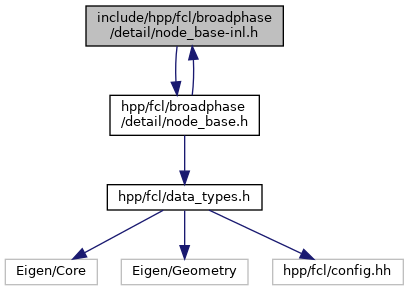 include/hpp/fcl/broadphase
/detail/node_base-inl.h
hpp/fcl/broadphase
/detail/node_base.h
hpp/fcl/data_types.h
Eigen/Core
Eigen/Geometry
hpp/fcl/config.hh